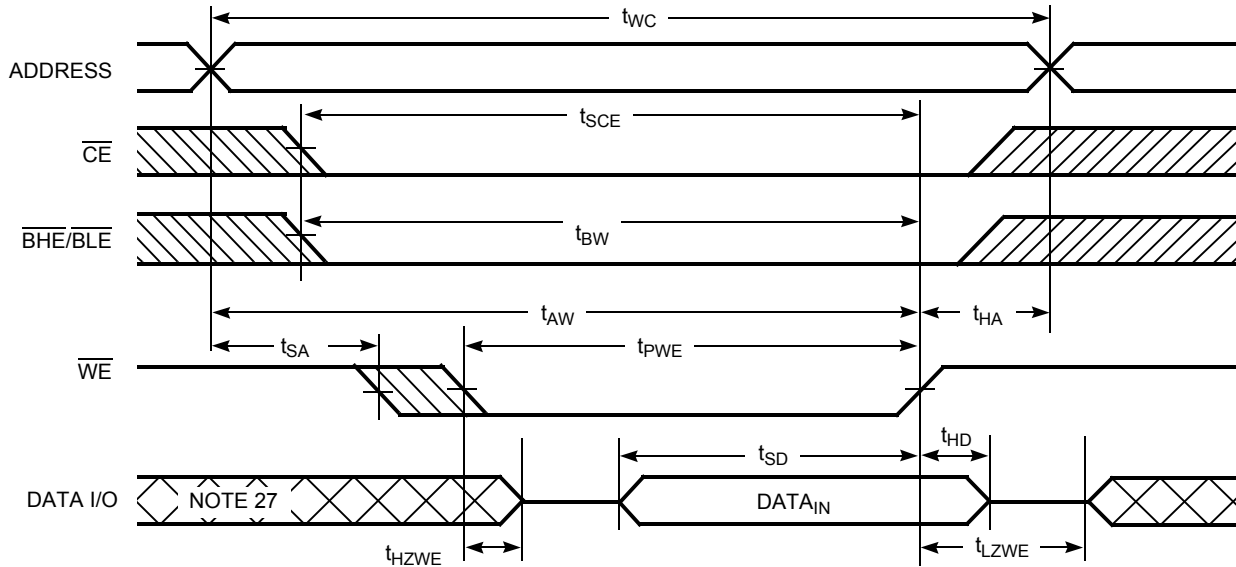 tWC
ADDRESS
tSCE
CE
BHE/BLE
tBW
tAW
tHA
tSA
tPWE
WE
tSD
tHD
DATA I/O
NOTE 27
DATAIN
tHZWE
tLZWE